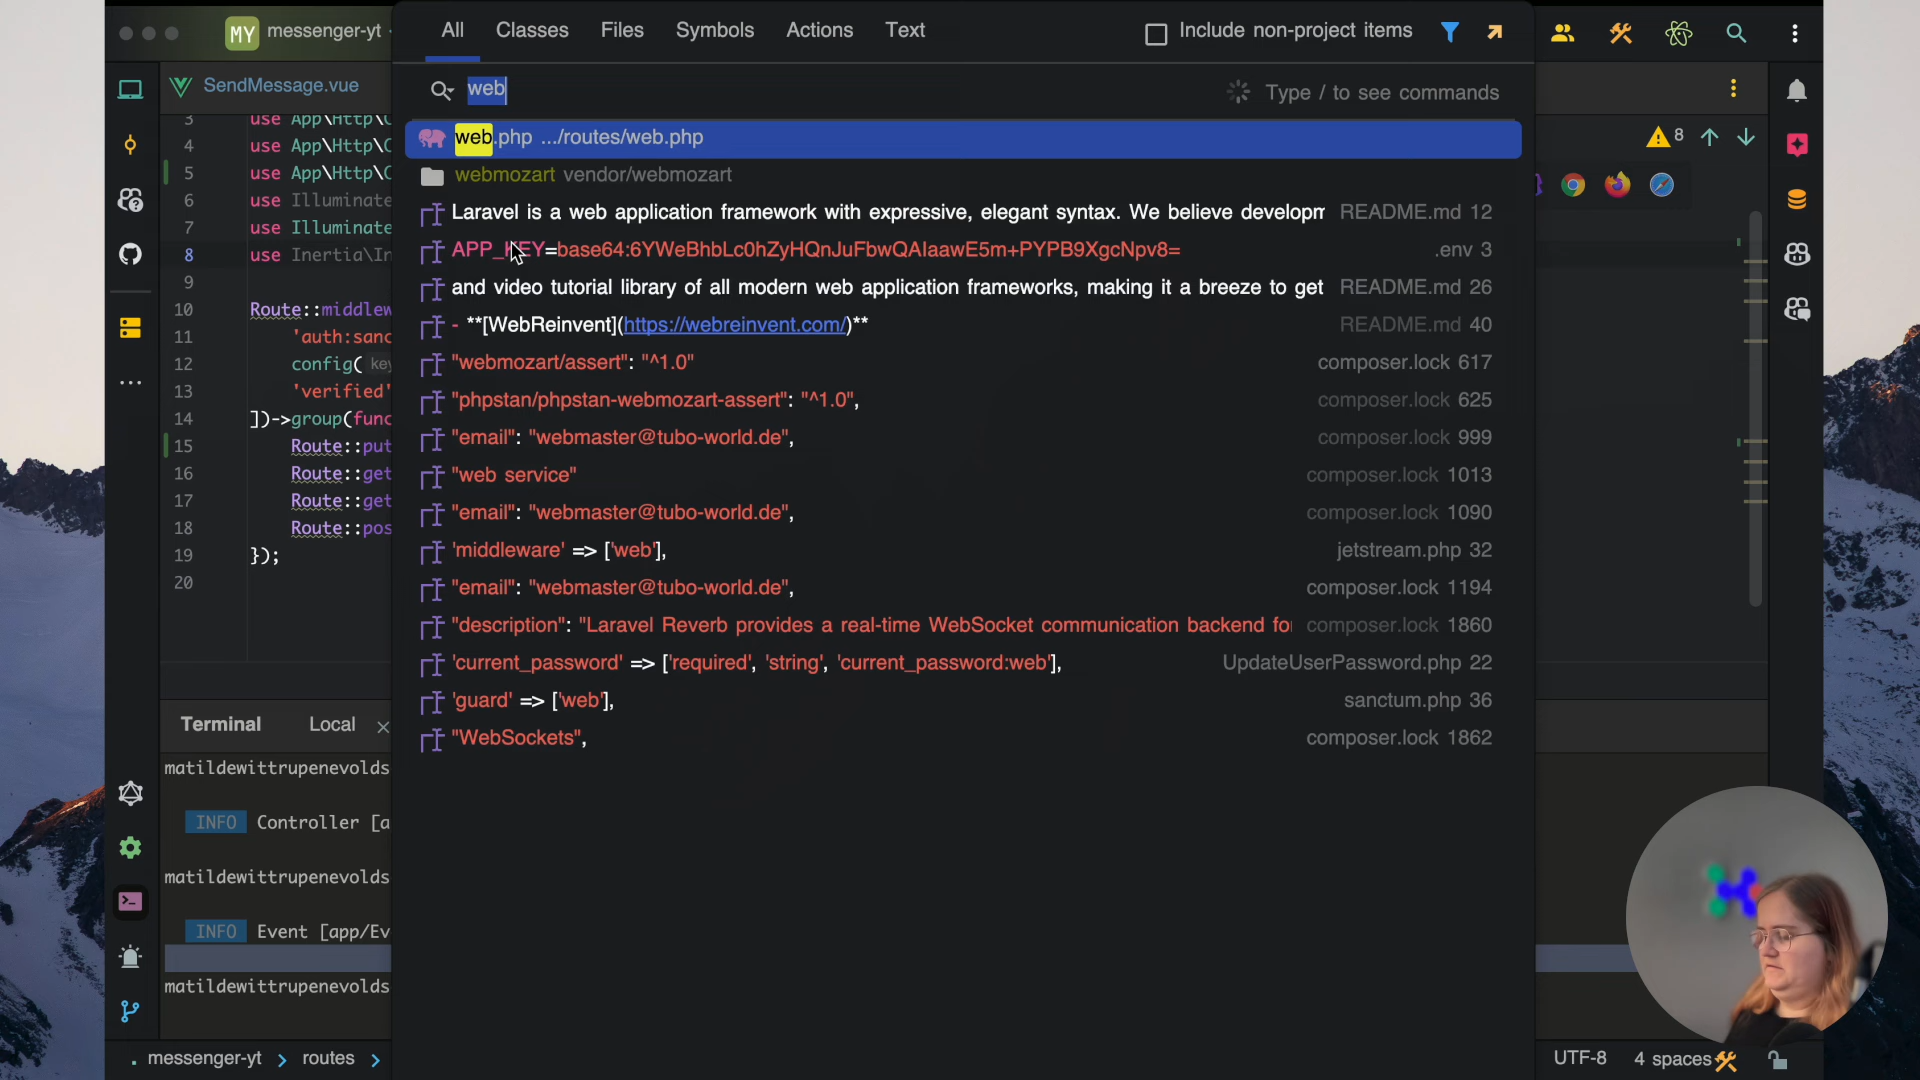 MY messenger-yt
All Classes Files Symbols Actions Text
Include non-project items
SendMessage.vue
web
Type / to see commands
web.php .../routes/web.php
webmozart vendor/webmozart
Laravel is a web application framework with expressive, elegant syntax. We believe developm README.md 12
APP_KEY=base64:6YWeBhbLc0hZyHQnJuFbwQAIaawE5m+PYPB9XgcNpv8= .env 3
and video tutorial library of all modern web application frameworks, making it a breeze to get README.md 26
- **[WebReinvent](https://webreinvent.com/)** README.md 40
"webmozart/assert": "^1.0" composer.lock 617
"phpstan/phpstan-webmozart-assert": "^1.0", composer.lock 625
"email": "webmaster@tubo-world.de", composer.lock 999
"web service" composer.lock 1013
"email": "webmaster@tubo-world.de", composer.lock 1090
'middleware' => ['web'], jetstream.php 32
"email": "webmaster@tubo-world.de", composer.lock 1194
"description": "Laravel Reverb provides a real-time WebSocket communication backend fo composer.lock 1860
'current_password' => ['required', 'string', 'current_password:web'], UpdateUserPassword.php 22
'guard' => ['web'], sanctum.php 36
"WebSockets", composer.lock 1862
8
3 use App\Http\C
4 use App\Http\C
5 use App\Http\C
6 use Illuminate
7 use Illuminate
8 use Inertia\In
9
10 Route::middlew
11 'auth:sanc
12 config( key
13 'verified'
14 ])->group(func
15 Route::put
16 Route::get
17 Route::get
18 Route::pos
19 });
20
Terminal Local
matildewittrupenevolds
INFO Controller [a
matildewittrupenevolds
INFO Event [app/Ev
matildewittrupenevolds
messenger-yt > routes >
UTF-8 4 spaces